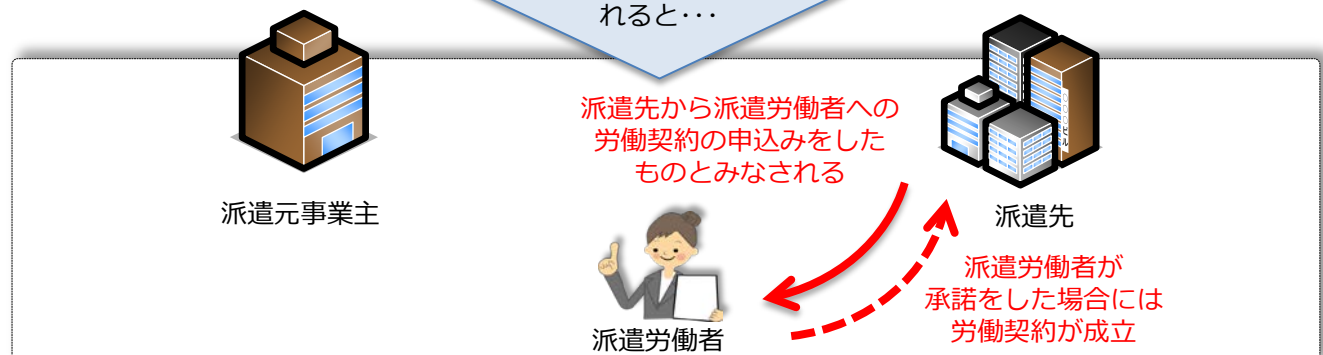 れると･･･
派遣先から派遣労働者への
労働契約の申込みをした
ものとみなされる
派遣元事業主
派遣先
派遣労働者が
承諾をした場合には
労働契約が成立
派遣労働者